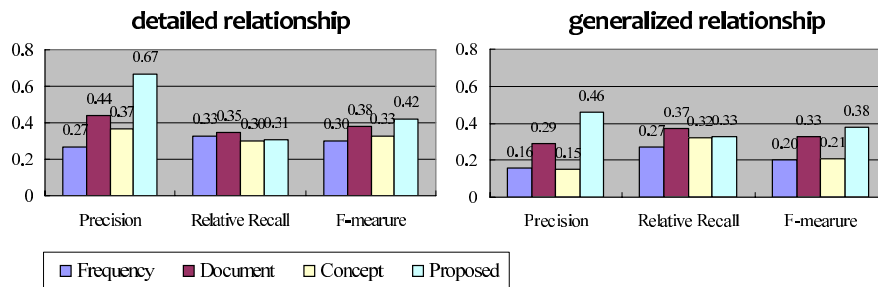 detailed relationship
0.8
0.6
0.4
0.2
0
0.27
0.44
0.37
0.67
0.33
0.35
0.30
0.31
0.30
0.38
0.33
0.42
Precision
Relative Recall
F-mearure
generalized relationship
0.8
0.6
0.4
0.2
0
0.16
0.29
0.15
0.46
0.27
0.37
0.32
0.33
0.20
0.33
0.21
0.38
Precision
Relative Recall
F-mearure
Frequency
Document
Concept
Proposed